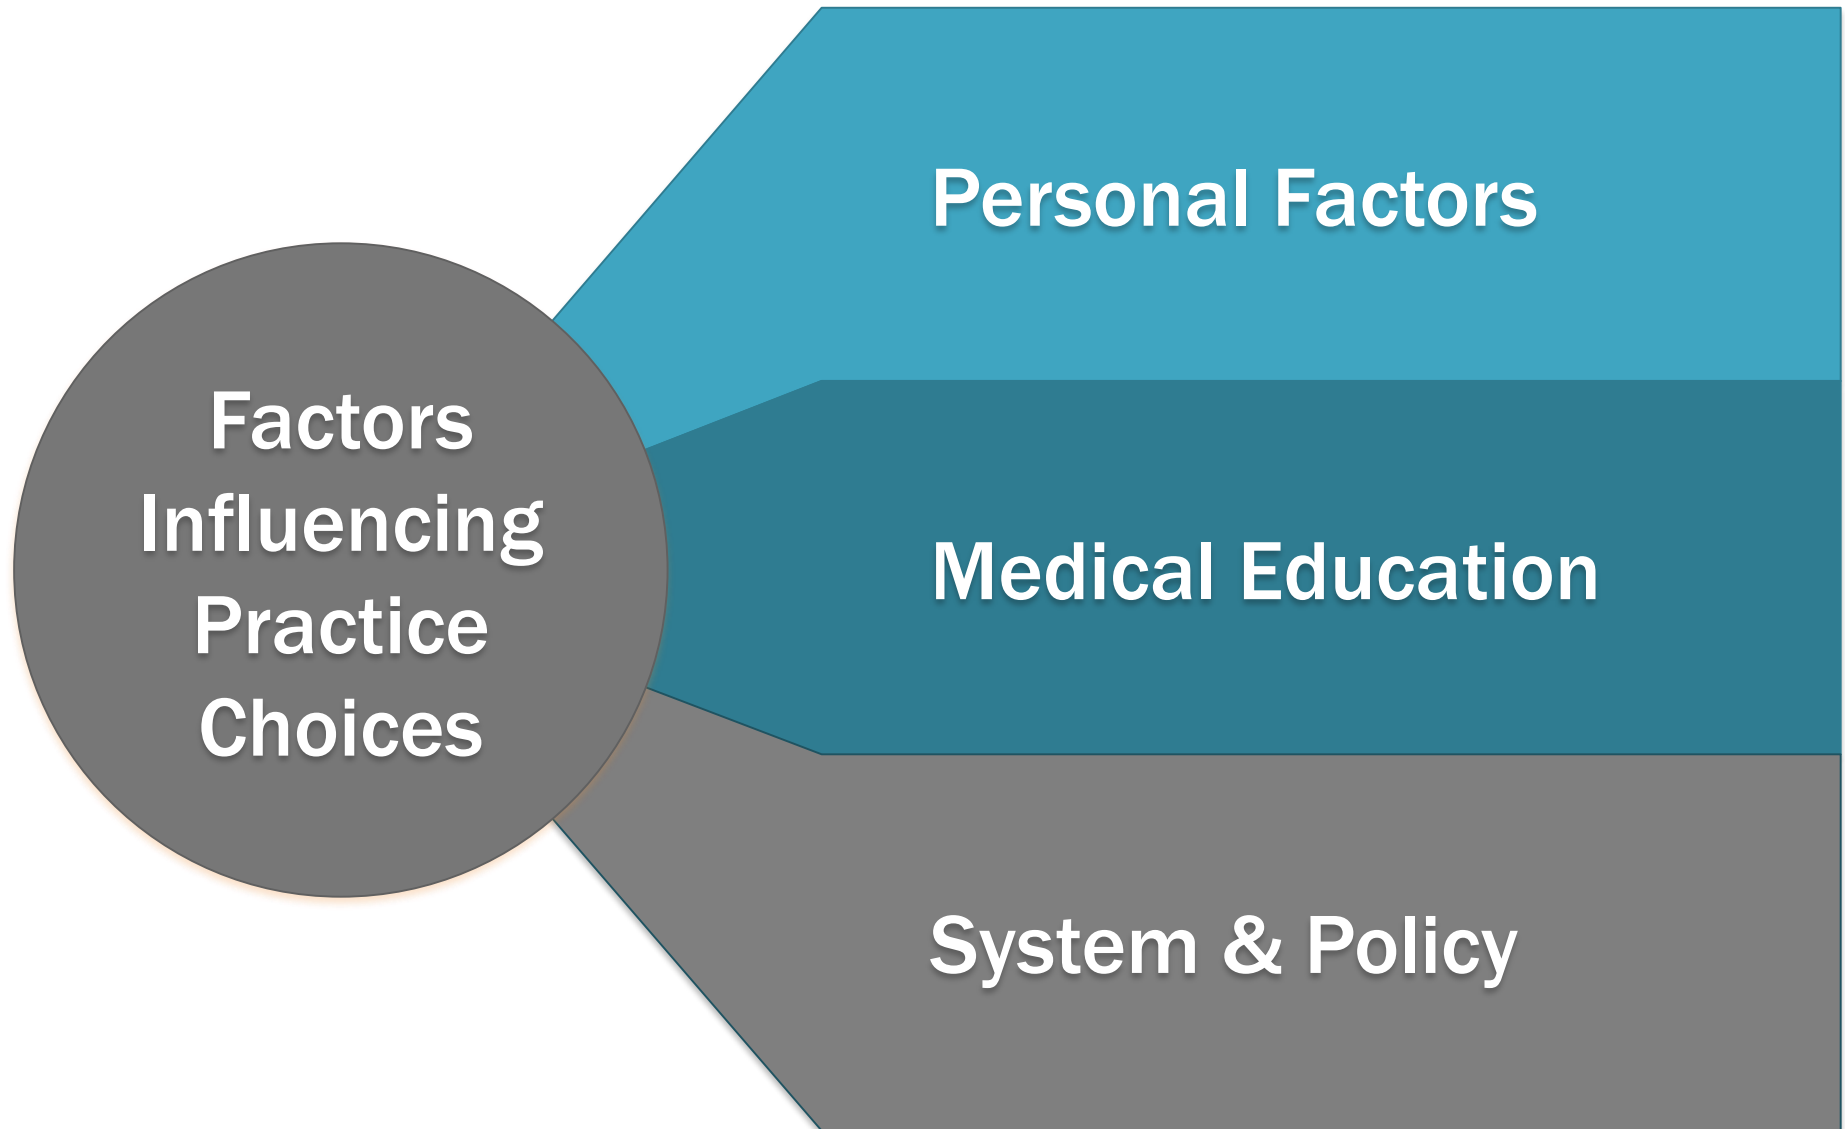 Factors
Influencing
Practice
Choices
Personal Factors
Medical Education
System & Policy